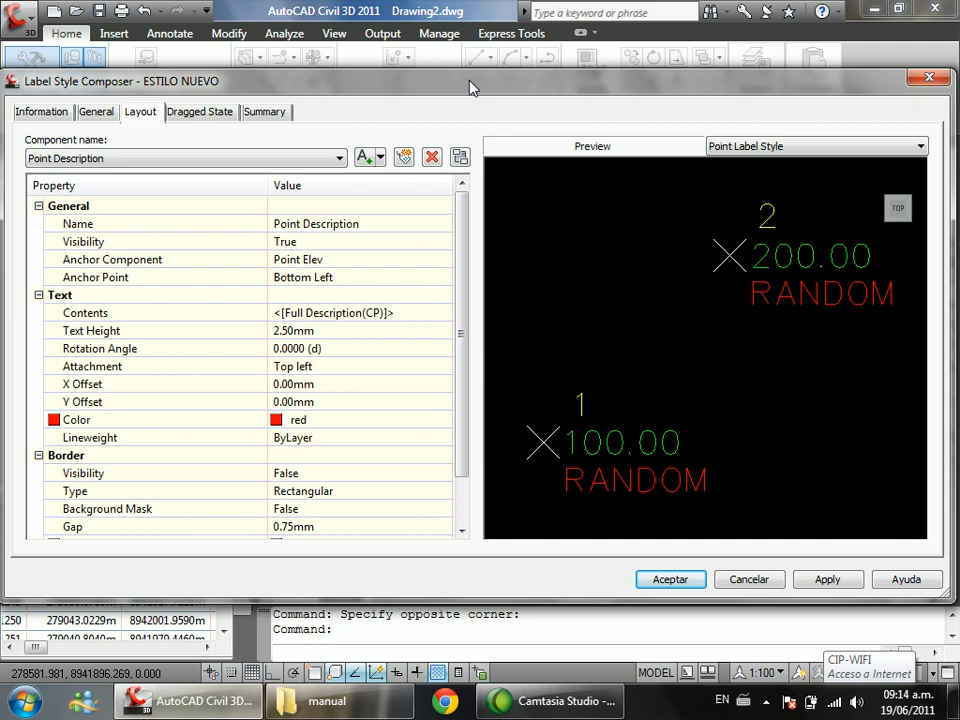 AutoCAD Civil 3D 2011 Drawing2.dwg
Type a keyword or phrase
3D
Home Insert Annotate Modify Analyze View Output Manage Express Tools
Label Style Composer - ESTILO NUEVO
Information General Layout Dragged State Summary
Component name:
Point Description
Preview
Point Label Style
Property Value
General
Name Point Description
Visibility True
Anchor Component Point Elev
Anchor Point Bottom Left
Text
Contents <[Full Description(CP)]>
Text Height 2.50mm
Rotation Angle 0.0000 (d)
Attachment Top left
X Offset 0.00mm
Y Offset 0.00mm
Color red
Lineweight ByLayer
Border
Visibility False
Type Rectangular
Background Mask False
Gap 0.75mm
TOP
2
200.00
RANDOM
1
100.00
RANDOM
Aceptar Cancelar Apply Ayuda
Command: Specify opposite corner:
Command:
250 279043.0229m 8942001.9590m
278581.981, 8941896.269, 0.000
MODEL
1:100
CIP-WIFI
Acceso a Internet
AutoCAD Civil 3D...
manual
Camtasia Studio -...
EN
09:14 a.m.
19/06/2011